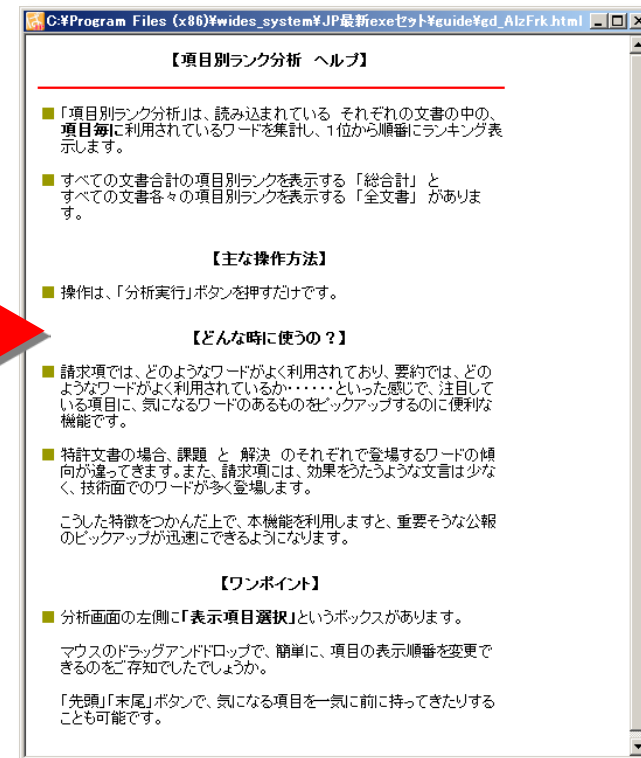 C:¥Program Files (x86)¥wides_system¥JP最新exeセット¥guide¥gd_AlzFrk.html
【項目別ランク分析 ヘルプ】
■「項目別ランク分析」は、読み込まれている それぞれの文書の中の、
項目毎に利用されているワードを集計し、1位から順番にランキング表
示します。
■ すべての文書合計の項目別ランクを表示する 「総合計」 と
すべての文書各々の項目別ランクを表示する 「全文書」 がありま
す。
【主な操作方法】
■ 操作は、「分析実行」ボタンを押すだけです。
【どんな時に使うの？】
■ 請求項では、どのようなワードがよく利用されており、要約では、どの
ようなワードがよく利用されているか・・・・・・といった感じで、注目して
いる項目に、気になるワードのあるものをピックアップするのに便利な
機能です。
■ 特許文書の場合、課題 と 解決 のそれぞれで登場するワードの傾
向が違ってきます。また、請求項には、効果をうたうような文言は少な
く、技術面でのワードが多く登場します。
こうした特徴をつかんだ上で、本機能を利用しますと、重要そうな公報
のピックアップが迅速にできるようになります。
【ワンポイント】
■ 分析画面の左側に「表示項目選択」というボックスがあります。
マウスのドラッグアンドドロップで、簡単に、項目の表示順番を変更で
きるのをご存知でしたでしょうか。
「先頭」「末尾」ボタンで、気になる項目を一気に前に持ってきたりする
ことも可能です。